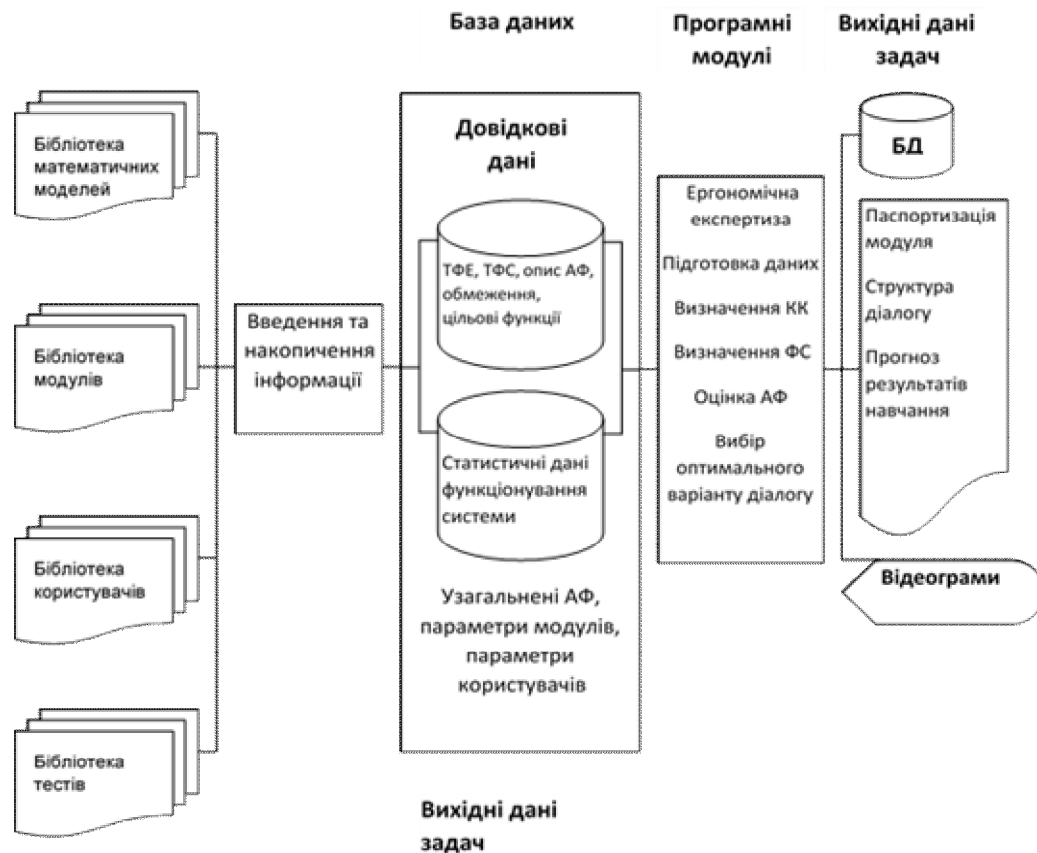 База даних
Програмні
модулі
Вихідні дані
задач
Бібліотека
математичних
моделей
Бібліотека
модулів
Бібліотека
користувачів
Бібліотека
тестів
Введення та
накопичення
інформації
Довідкові
дані
ТФЕ, ТФС, опис АФ,
обмеження,
цільові функції
Статистичні дані
функціонування
системи
Узагальнені АФ,
параметри модулів,
параметри
користувачів
Вихідні дані
задач
Ергономічна
експертиза
Підготовка даних
Визначення КК
Визначення ФС
Оцінка АФ
Вибір
оптимального
варіанту діалогу
БД
Паспортизація
модуля
Структура
діалогу
Прогноз
результатів
навчання
Відеограми